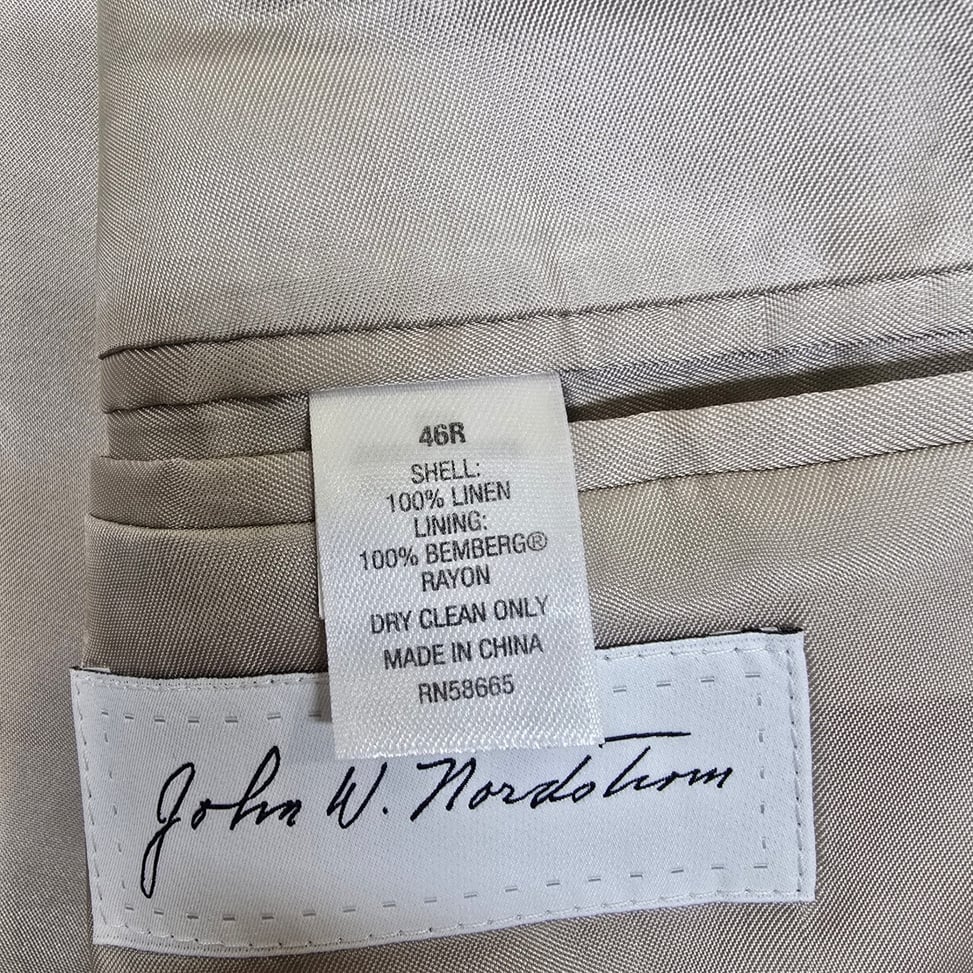 46R
SHELL:
100% LINEN
LINING:
100% BEMBERG®
RAYON
DRY CLEAN ONLY
MADE IN CHINA
RN58665
John W. Nordstrom